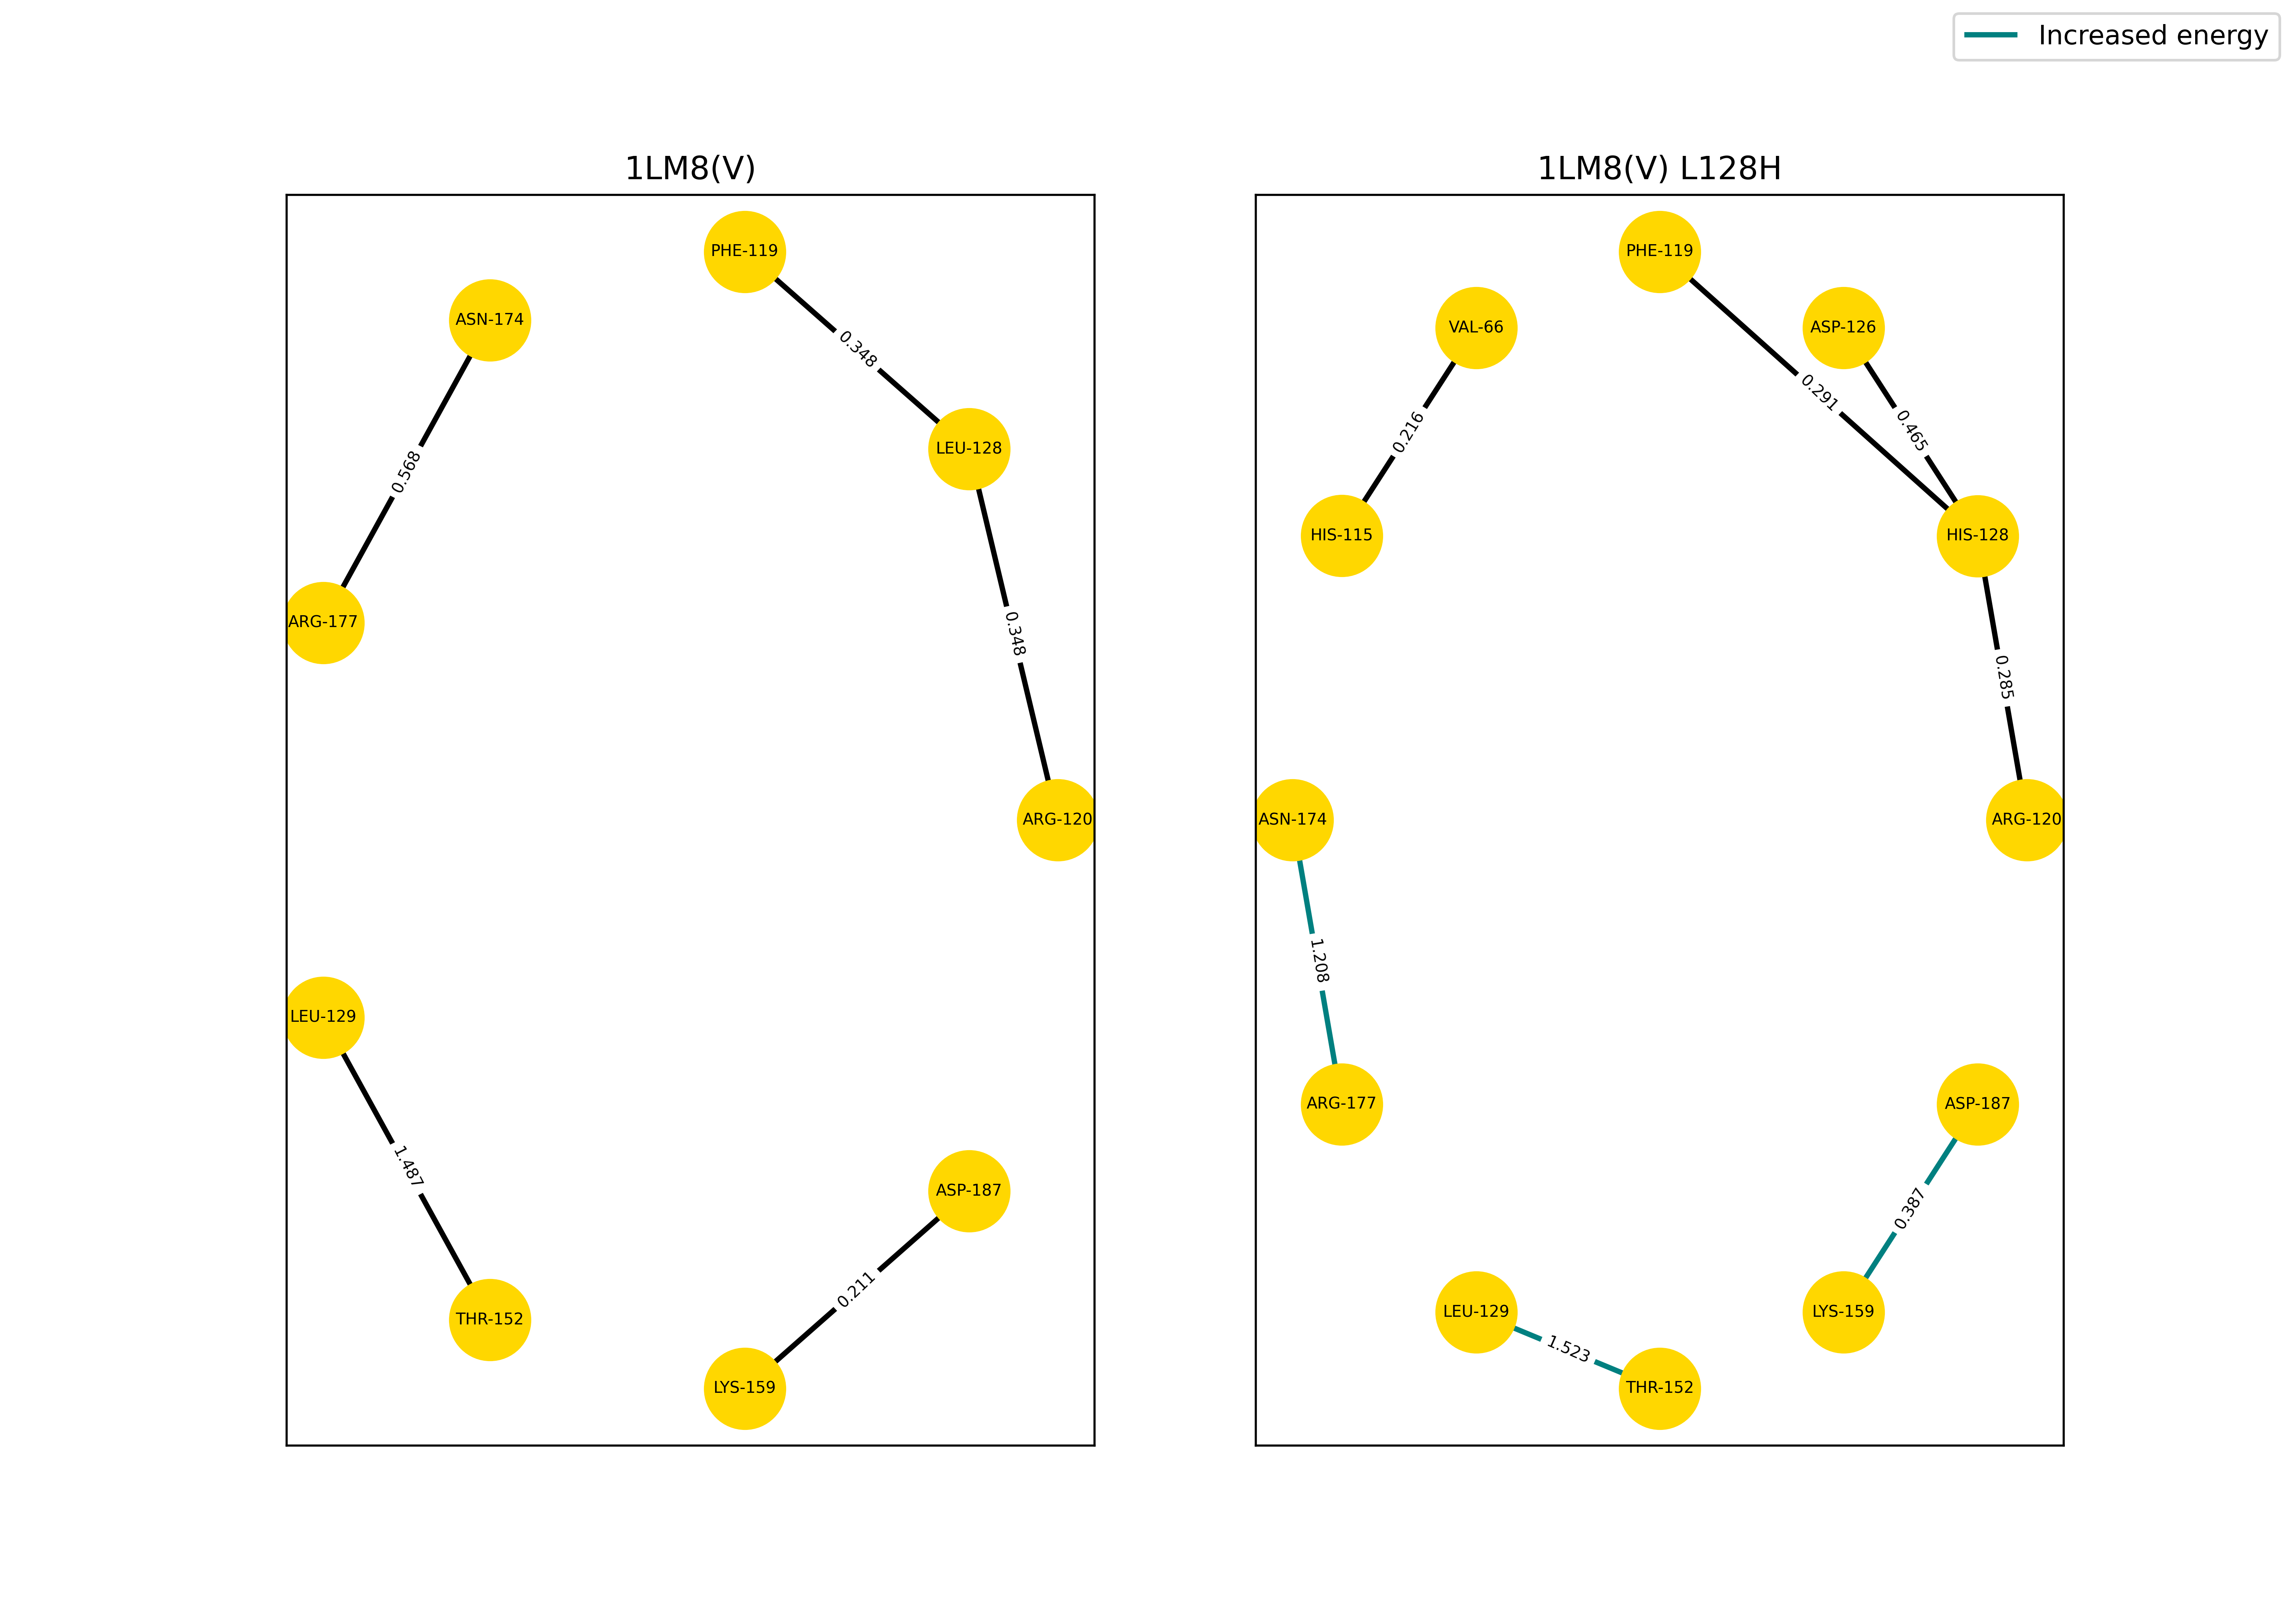 Increased energy
1LM8(V)
PHE-119
ASN-174
0.348
LEU-128
0.568
ARG-177
0.348
ARG-120
LEU-129
1.487
ASP-187
0.211
THR-152
LYS-159
1LM8(V) L128H
PHE-119
VAL-66
ASP-126
0.291
0.216
0.465
HIS-115
HIS-128
0.285
ASN-174
ARG-120
1.208
ARG-177
ASP-187
0.387
LEU-129
LYS-159
1.523
THR-152